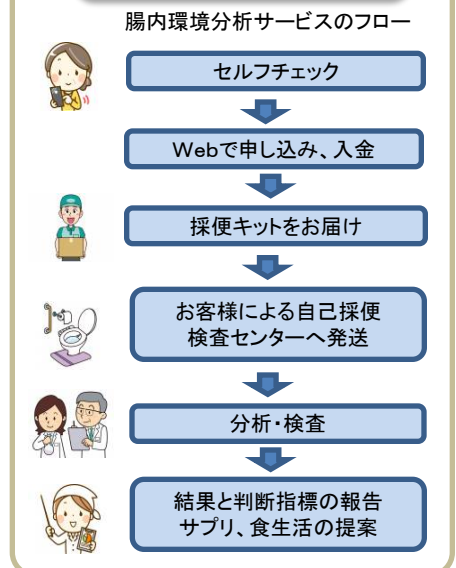 腸内環境分析サービスのフロー
セルフチェック
Webで申し込み、入金
採便キットをお届け
お客様による自己採便
検査センターへ発送
分析・検査
結果と判断指標の報告
サプリ、食生活の提案